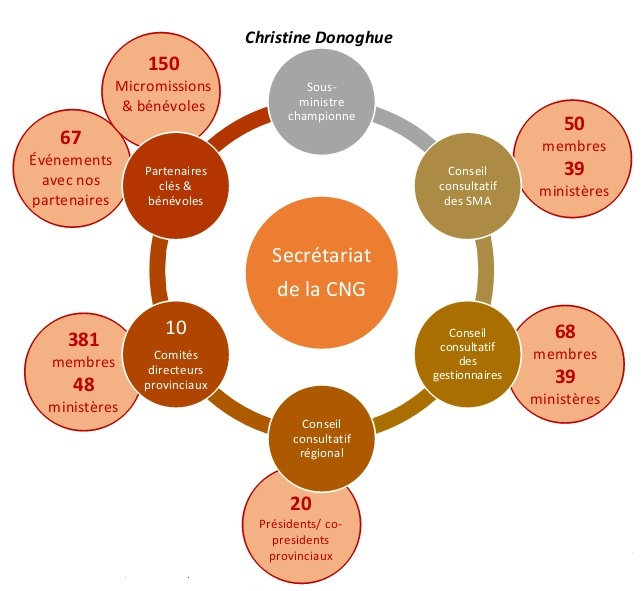 Christine Donoghue
Sous-
ministre
championne
150
Micromissions
& bénévoles
67
Événements
avec nos
partenaires
Partenaires
clés &
bénévoles
Conseil
consultatif
des SMA
50
membres
39
ministères
Secrétariat
de la CNG
381
membres
48
ministères
10
Comités
directeurs
provinciaux
Conseil
consultatif
des
gestionnaires
68
membres
39
ministères
Conseil
consultatif
régional
20
Présidents/ co-
presidents
provinciaux